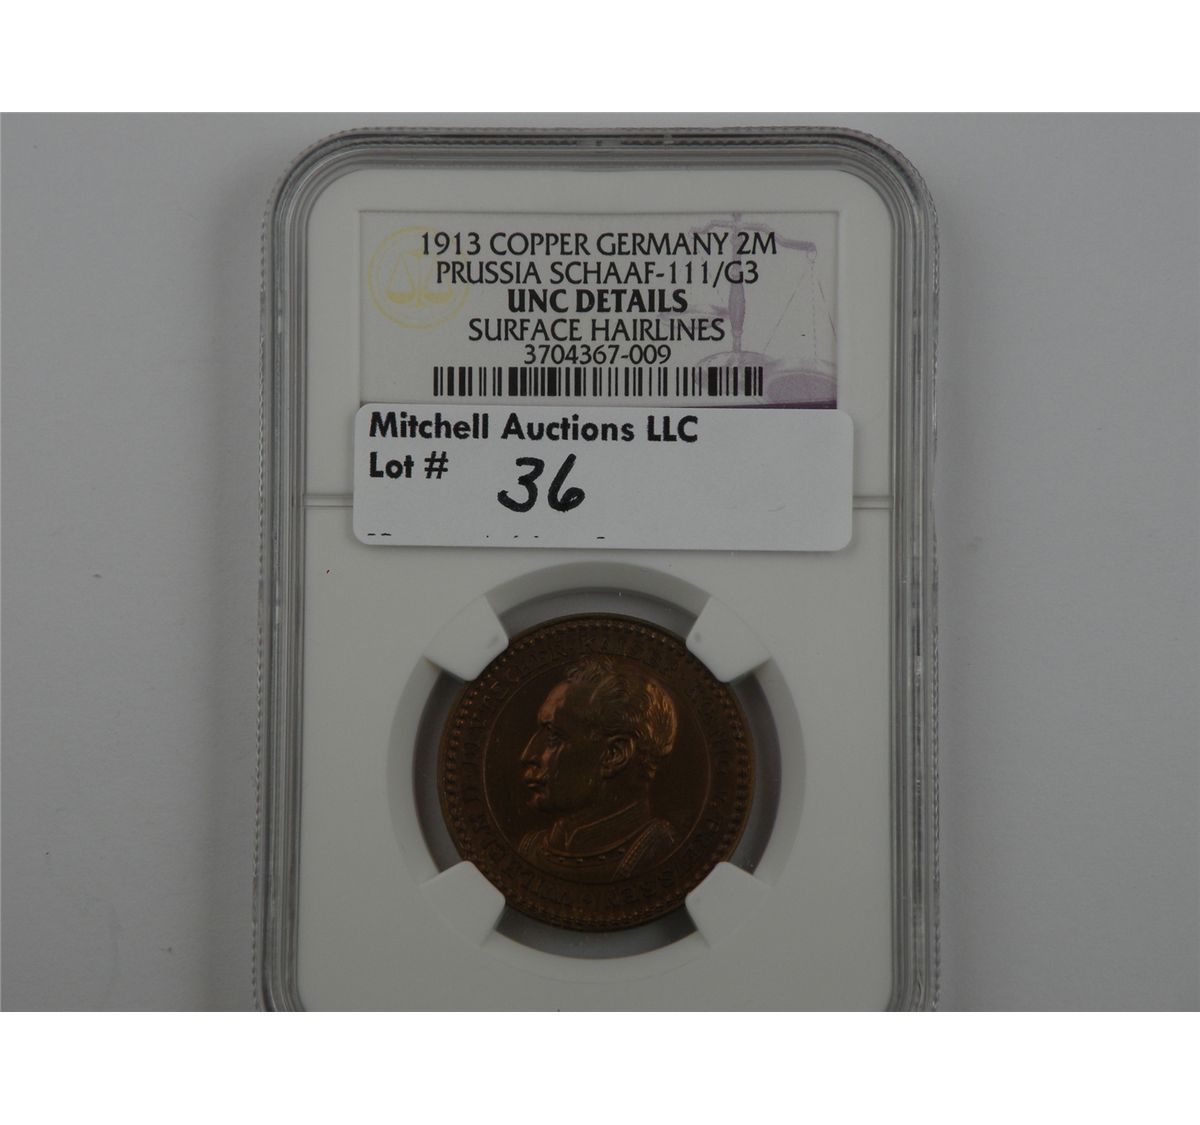 1913 COPPER GERMANY 2M
PRUSSIA SCHAAF-111/G3
UNC DETAILS
SURFACE HAIRLINES
3704367-009
Mitchell Auctions LLC
Lot # 36